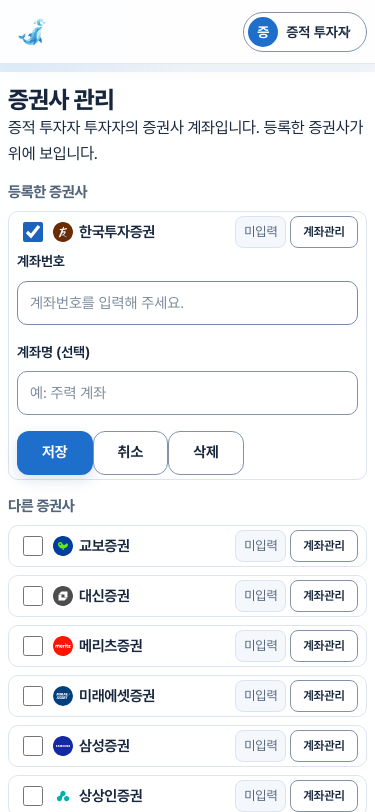 증 증적 투자자
증권사 관리
증적 투자자 투자자의 증권사 계좌입니다. 등록한 증권사가
위에 보입니다.
등록한 증권사
한국투자증권 미입력 계좌관리
계좌번호
계좌번호를 입력해 주세요.
계좌명 (선택)
예: 주력 계좌
저장 취소 삭제
다른 증권사
교보증권 미입력 계좌관리
대신증권 미입력 계좌관리
meritz 메리츠증권 미입력 계좌관리
미래에셋증권 미입력 계좌관리
SAMSUNG 삼성증권 미입력 계좌관리
상상인증권 미입력 계좌관리